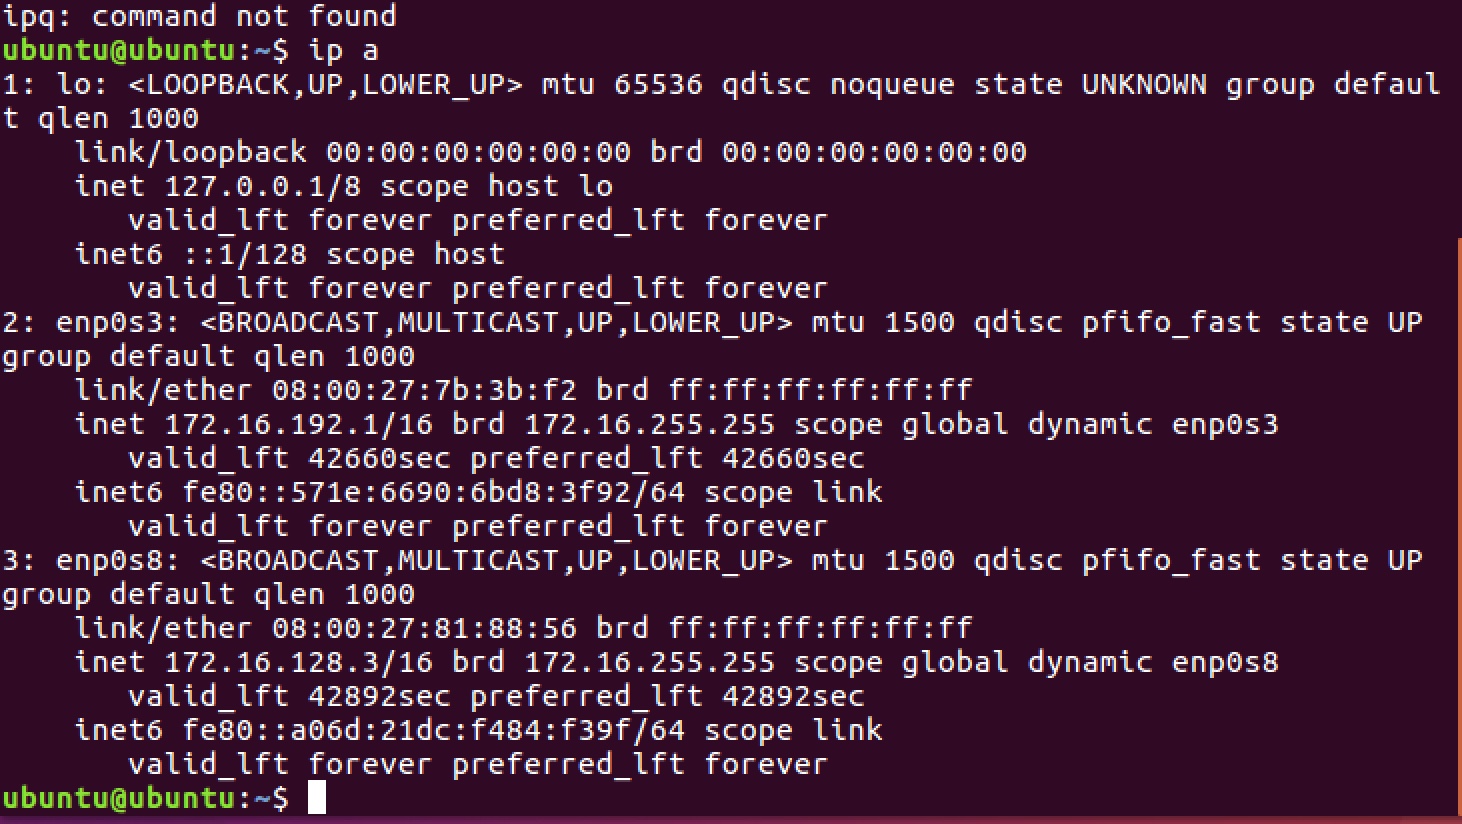 ipq: command not found
ubuntu@ubuntu:~$ ip a
1: lo: <LOOPBACK,UP,LOWER_UP> mtu 65536 qdisc noqueue state UNKNOWN group defaul
t qlen 1000
    link/loopback 00:00:00:00:00:00 brd 00:00:00:00:00:00
    inet 127.0.0.1/8 scope host lo
       valid_lft forever preferred_lft forever
    inet6 ::1/128 scope host
       valid_lft forever preferred_lft forever
2: enp0s3: <BROADCAST,MULTICAST,UP,LOWER_UP> mtu 1500 qdisc pfifo_fast state UP
group default qlen 1000
    link/ether 08:00:27:7b:3b:f2 brd ff:ff:ff:ff:ff:ff
    inet 172.16.192.1/16 brd 172.16.255.255 scope global dynamic enp0s3
       valid_lft 42660sec preferred_lft 42660sec
    inet6 fe80::571e:6690:6bd8:3f92/64 scope link
       valid_lft forever preferred_lft forever
3: enp0s8: <BROADCAST,MULTICAST,UP,LOWER_UP> mtu 1500 qdisc pfifo_fast state UP
group default qlen 1000
    link/ether 08:00:27:81:88:56 brd ff:ff:ff:ff:ff:ff
    inet 172.16.128.3/16 brd 172.16.255.255 scope global dynamic enp0s8
       valid_lft 42892sec preferred_lft 42892sec
    inet6 fe80::a06d:21dc:f484:f39f/64 scope link
       valid_lft forever preferred_lft forever
ubuntu@ubuntu:~$